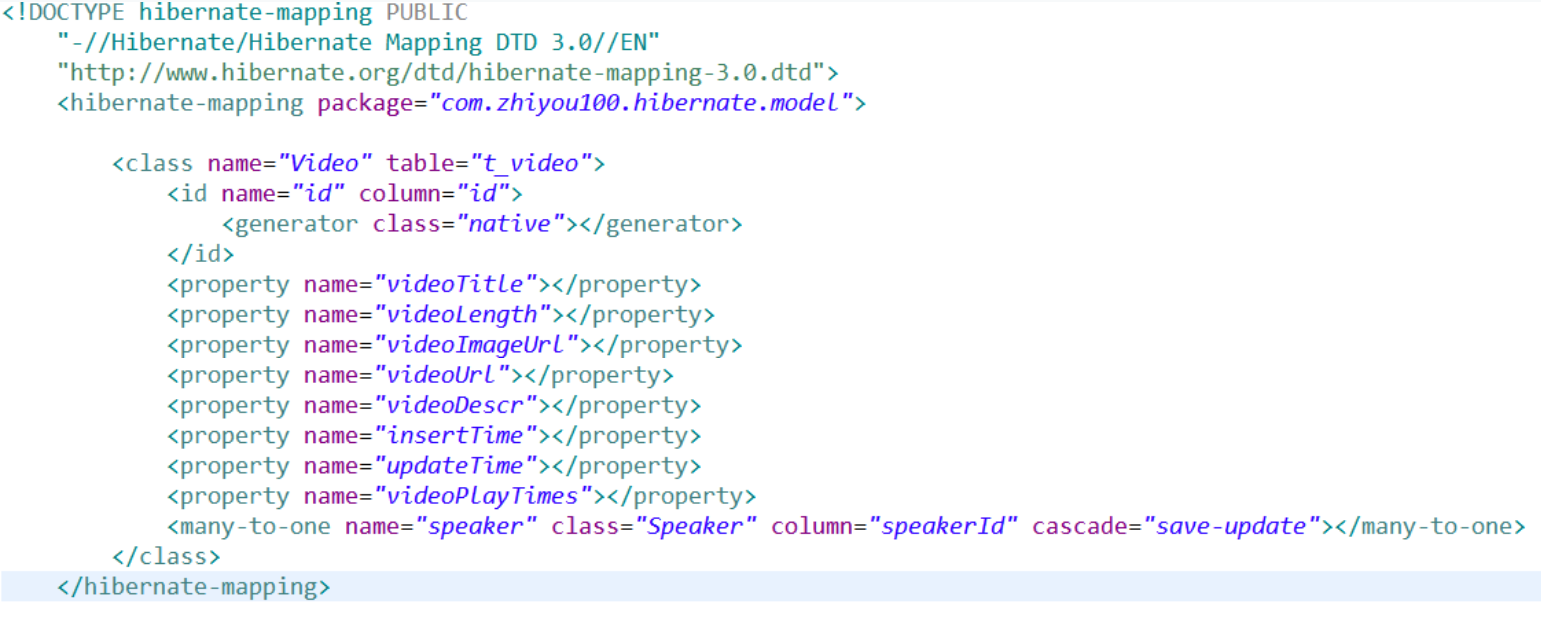 <!DOCTYPE hibernate-mapping PUBLIC
"-//Hibernate/Hibernate Mapping DTD 3.0//EN"
"http://www.hibernate.org/dtd/hibernate-mapping-3.0.dtd">
<hibernate-mapping package="com.zhiyou100.hibernate.model">
<class name="Video" table="t_video">
<id name="id" column="id">
<generator class="native"></generator>
</id>
<property name="videoTitle"></property>
<property name="videoLength"></property>
<property name="videoImageUrl"></property>
<property name="videoUrl"></property>
<property name="videoDescr"></property>
<property name="insertTime"></property>
<property name="updateTime"></property>
<property name="videoPlayTimes"></property>
<many-to-one name="speaker" class="Speaker" column="speakerId" cascade="save-update"></many-to-one>
</class>
</hibernate-mapping>